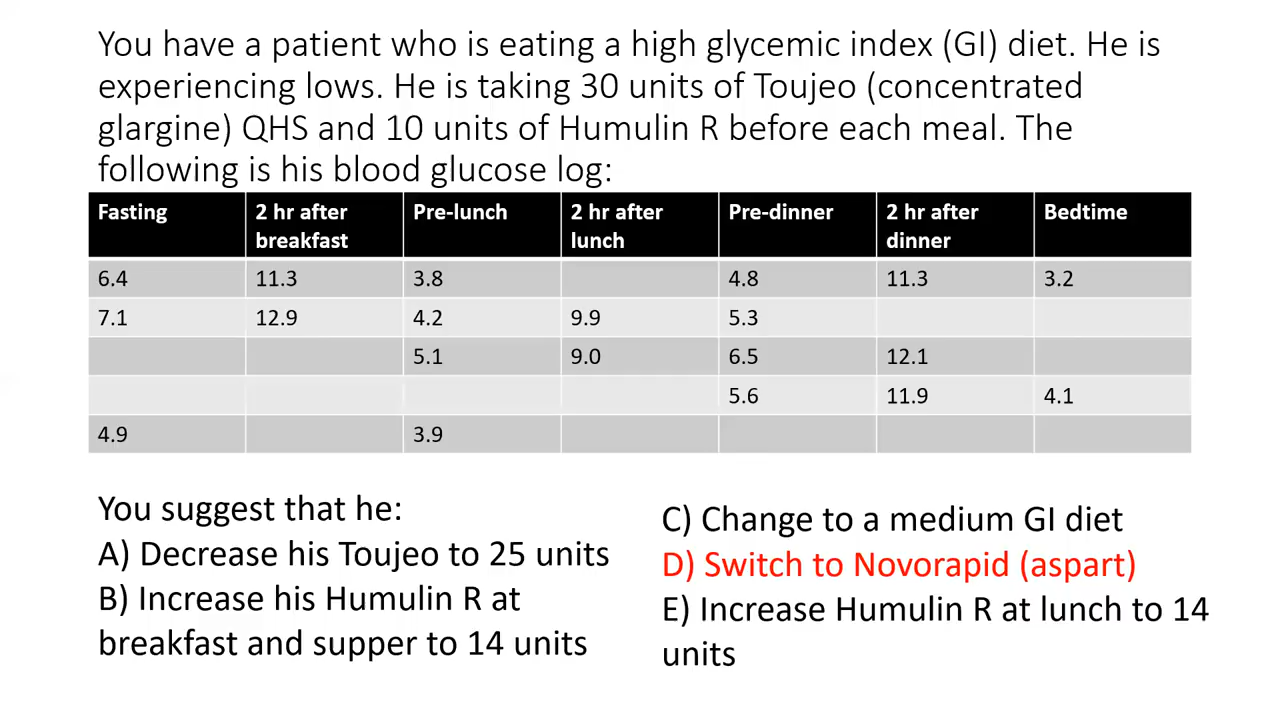 You have a patient who is eating a high glycemic index (GI) diet. He is
experiencing lows. He is taking 30 units of Toujeo (concentrated
glargine) QHS and 10 units of Humulin R before each meal. The
following is his blood glucose log:
Fasting 2 hr after breakfast Pre-lunch 2 hr after lunch Pre-dinner 2 hr after dinner Bedtime
6.4 11.3 3.8 4.8 11.3 3.2
7.1 12.9 4.2 9.9 5.3
5.1 9.0 6.5 12.1
5.6 11.9 4.1
4.9 3.9
You suggest that he:
A) Decrease his Toujeo to 25 units
B) Increase his Humulin R at
breakfast and supper to 14 units
C) Change to a medium GI diet
D) Switch to Novorapid (aspart)
E) Increase Humulin R at lunch to 14
units